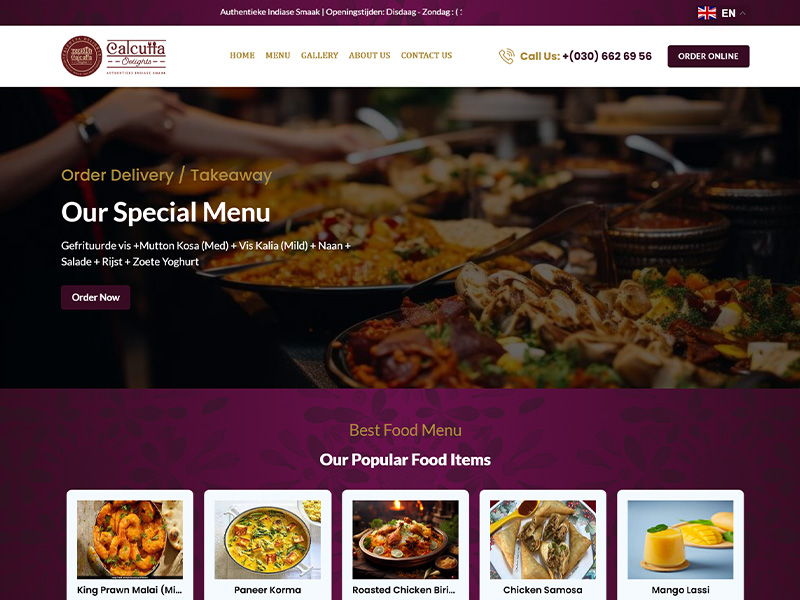 Authentieke Indiase Smaak | Openingstijden: Disdaag - Zondag : (
EN
Calcutta
Delights
AUTHENTIEKE INDIASE SMAAK
HOME MENU GALLERY ABOUT US CONTACT US
Call Us: +(030) 662 69 56
ORDER ONLINE
Order Delivery / Takeaway
Our Special Menu
Gefrituurde vis +Mutton Kosa (Med) + Vis Kalia (Mild) + Naan +
Salade + Rijst + Zoete Yoghurt
Order Now
Best Food Menu
Our Popular Food Items
King Prawn Malai (Mi...
Paneer Korma
Roasted Chicken Biri...
Chicken Samosa
Mango Lassi